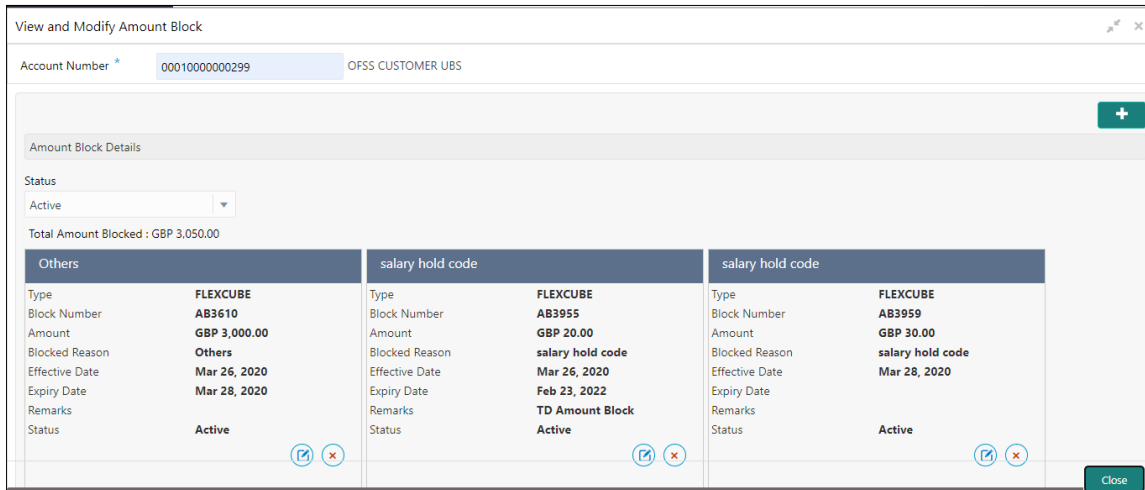 View and Modify Amount Block
Account Number * 00010000000299 OFSS CUSTOMER UBS
Amount Block Details
Status
Active
Total Amount Blocked : GBP 3,050.00
Others
Type FLEXCUBE
Block Number AB3610
Amount GBP 3,000.00
Blocked Reason Others
Effective Date Mar 26, 2020
Expiry Date Mar 28, 2020
Remarks
Status Active
salary hold code
Type FLEXCUBE
Block Number AB3955
Amount GBP 20.00
Blocked Reason salary hold code
Effective Date Mar 26, 2020
Expiry Date Feb 23, 2022
Remarks TD Amount Block
Status Active
salary hold code
Type FLEXCUBE
Block Number AB3959
Amount GBP 30.00
Blocked Reason salary hold code
Effective Date Mar 28, 2020
Expiry Date
Remarks
Status Active
Close